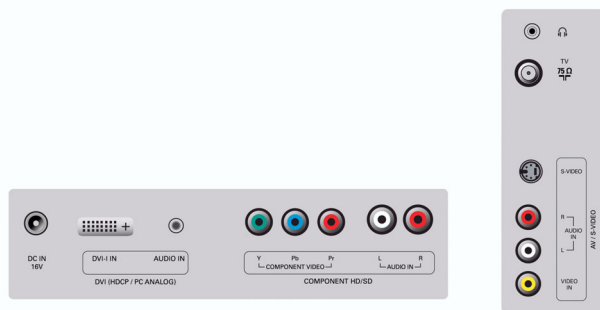 DC IN
16V
DVI-I IN
AUDIO IN
DVI (HDCP / PC ANALOG)
Y Pb Pr
COMPONENT VIDEO
L R
AUDIO IN
COMPONENT HD/SD
TV
75 Ω
S-VIDEO
R
AUDIO
IN
L
VIDEO
IN
AV / S-VIDEO